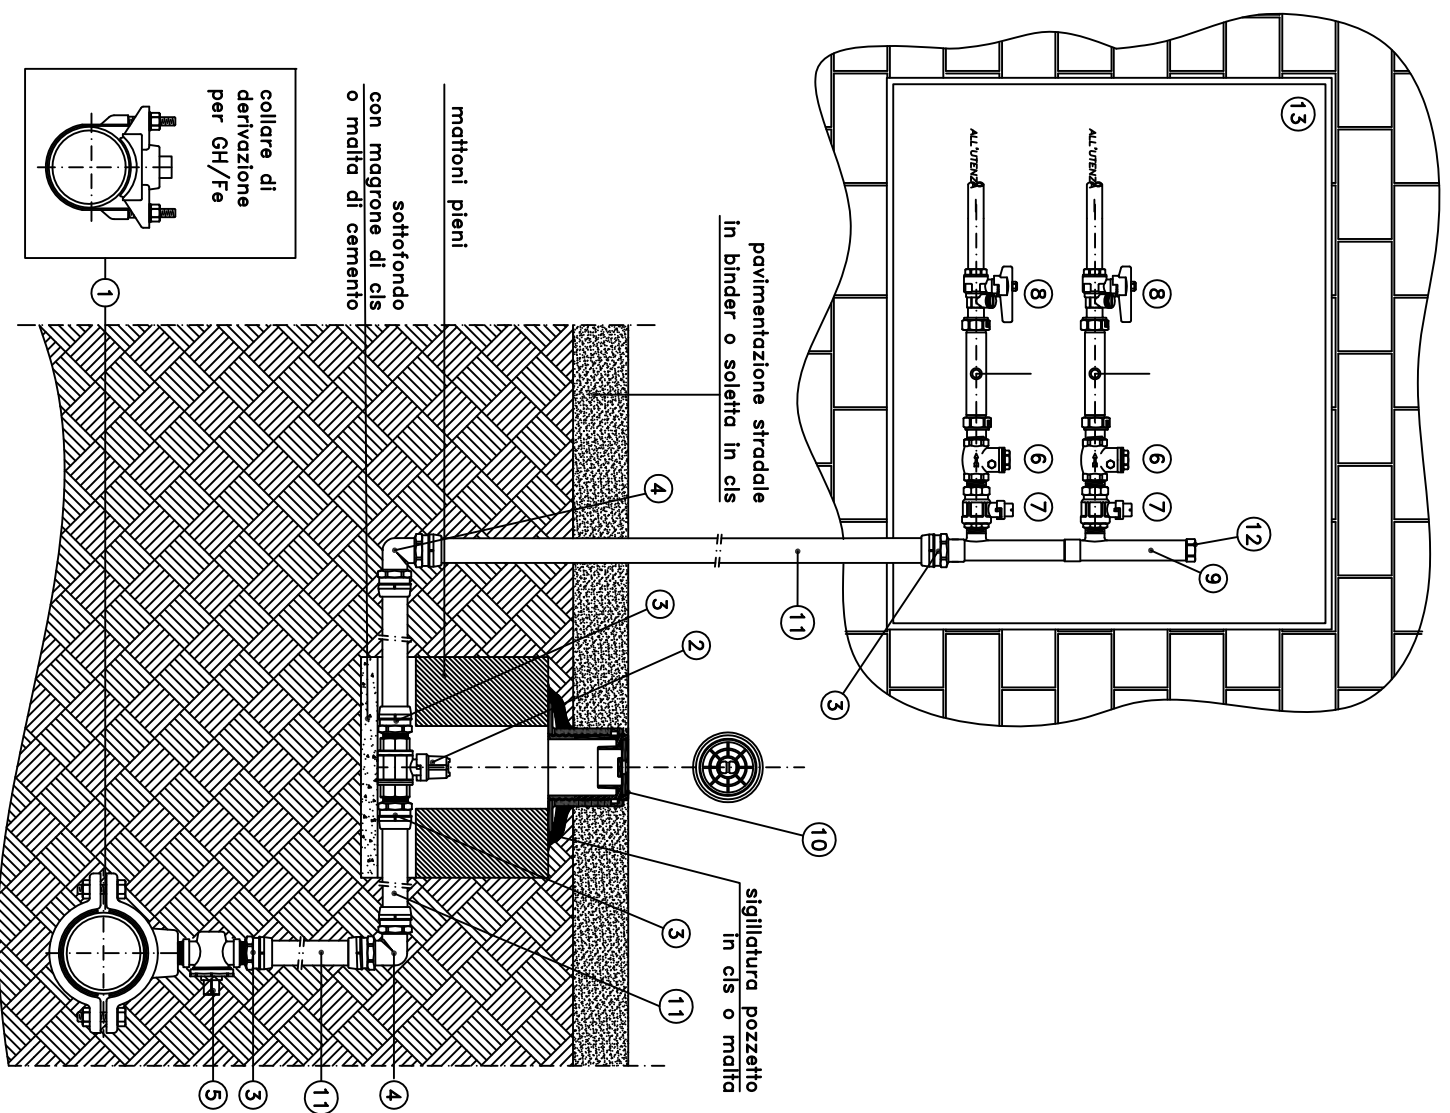 13
12
9
8
6
7
ALL'UTENZA
8
6
7
ALL'UTENZA
3
10
11
pavimentazione stradale
in binder o soletta in cls
sigillatura pozzetto
in cls o malta
2
4
3
3
11
mattoni pieni
sottofondo
con magrone di cls
o malta di cemento
4
11
3
5
collare di
derivazione
per GH/Fe
1